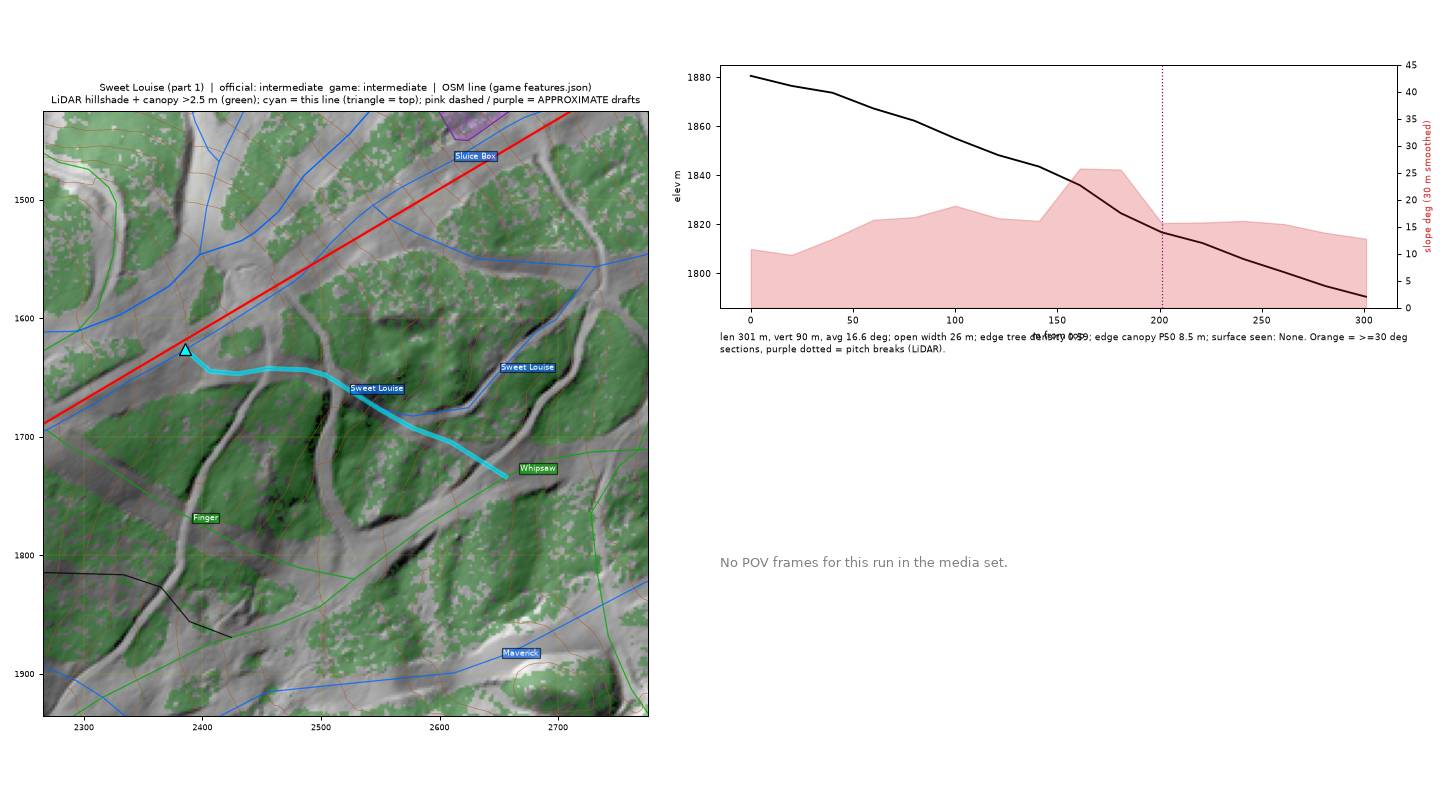 Sweet Louise (part 1)  |  official: intermediate  game: intermediate  |  OSM line (game features.json)
LiDAR hillshade + canopy >2.5 m (green); cyan = this line (triangle = top); pink dashed / purple = APPROXIMATE drafts
1500
1600
1700
1800
1900
2300
2400
2500
2600
2700
Sluice Box
Sweet Louise
Sweet Louise
Whipsaw
Finger
Maverick
elev m
1880
1860
1840
1820
1800
0
50
100
150
200
250
300
45
40
35
30
25
20
15
10
5
0
slope deg (30 m smoothed)
len 301 m, vert 90 m, avg 16.6 deg; open width 26 m; edge tree density 0.59; edge canopy P50 8.5 m; surface seen: None. Orange = >=30 deg
sections, purple dotted = pitch breaks (LiDAR).
No POV frames for this run in the media set.